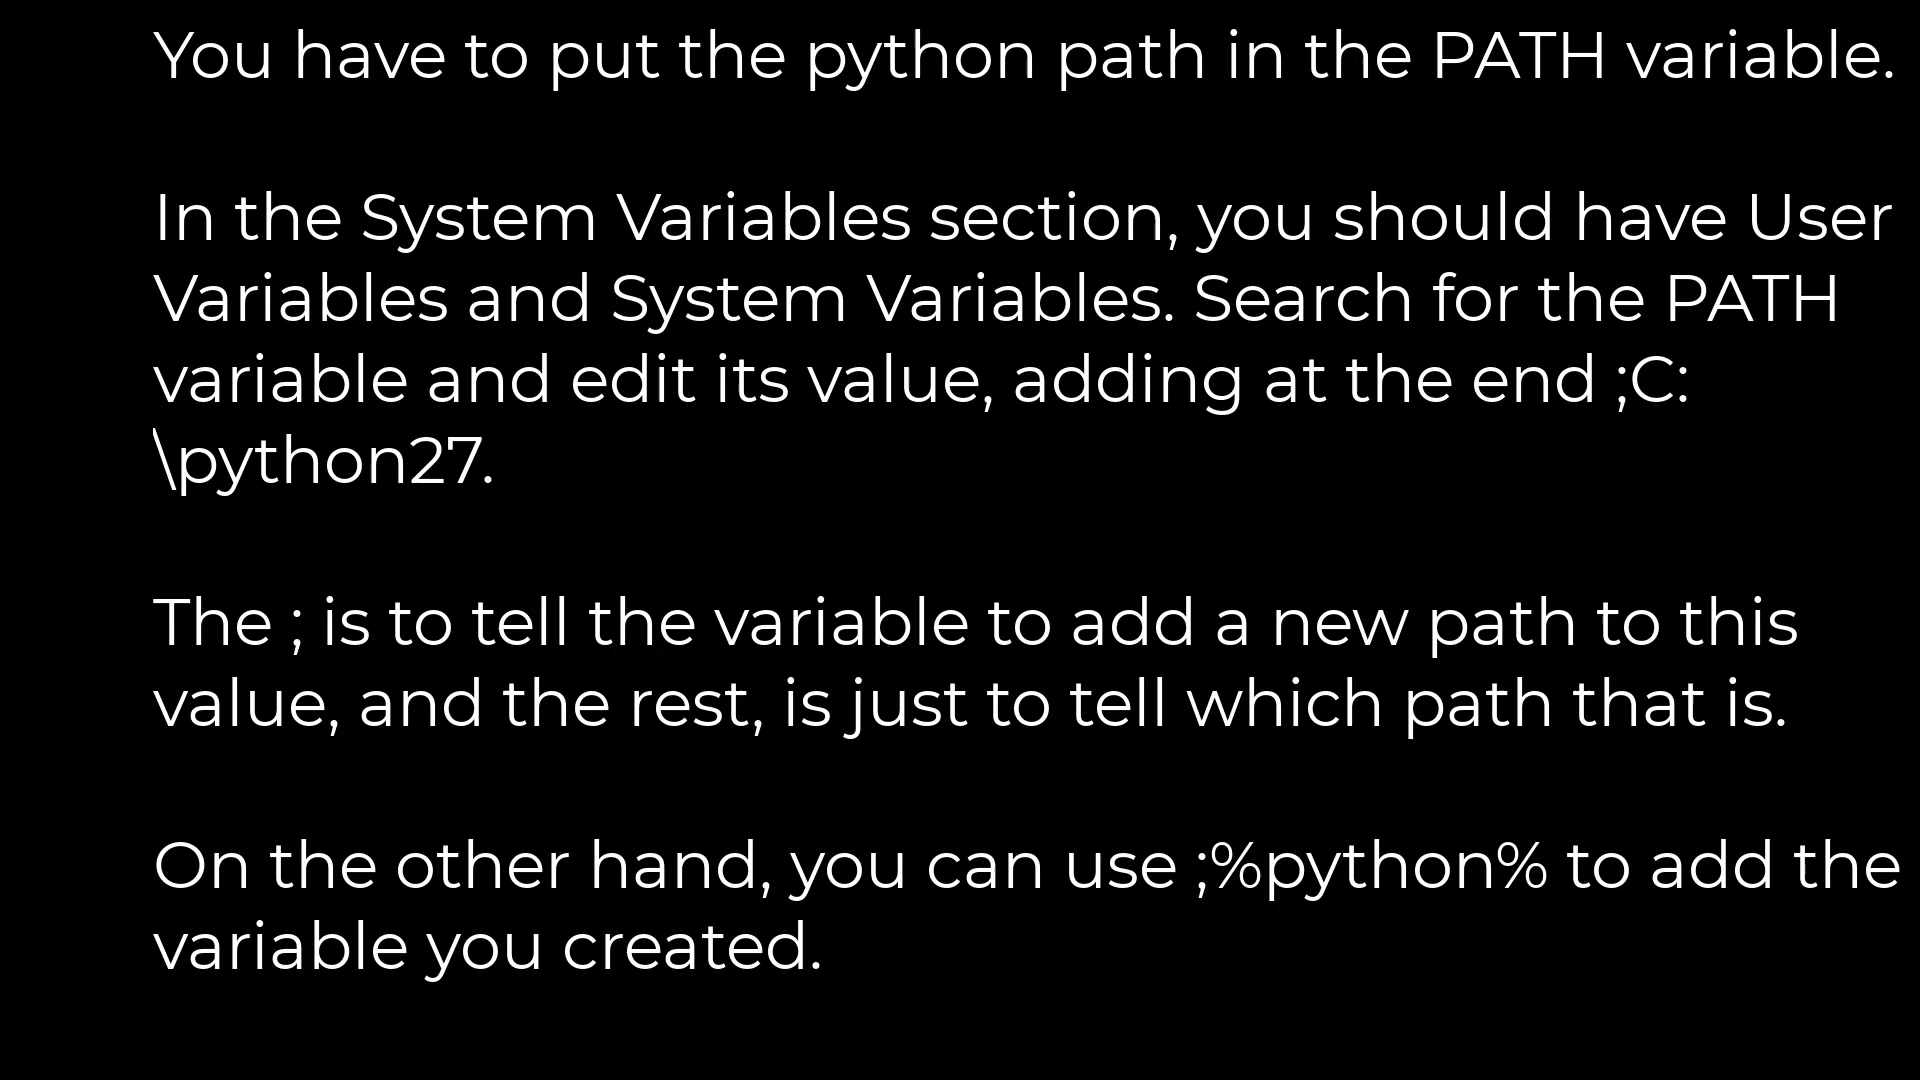 You have to put the python path in the PATH variable.
In the System Variables section, you should have User
Variables and System Variables. Search for the PATH
variable and edit its value, adding at the end ;C:
\python27.
The ; is to tell the variable to add a new path to this
value, and the rest, is just to tell which path that is.
On the other hand, you can use ;%python% to add the
variable you created.